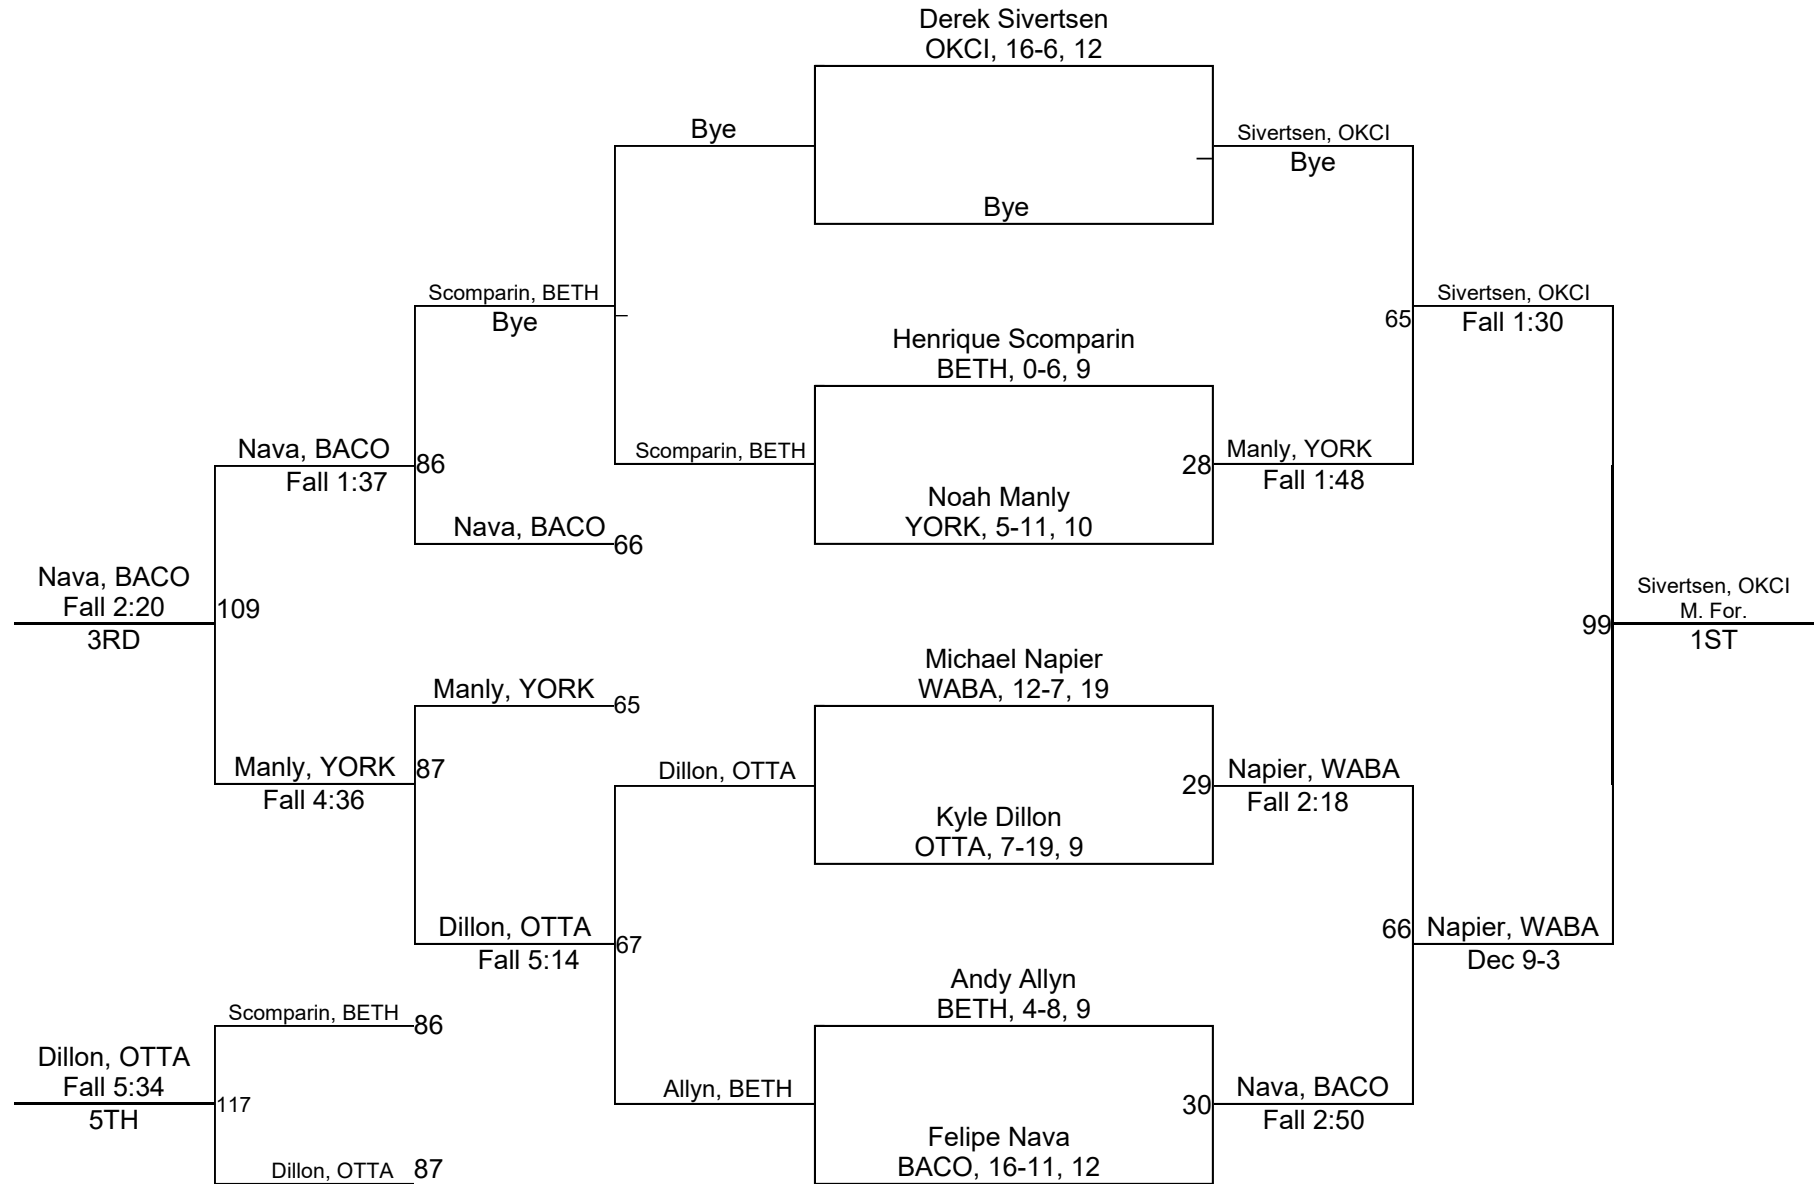 Derek Sivertsen
OKCI, 16-6, 12
Bye
Sivertsen, OKCI
Bye
Bye
Scomparin, BETH
Bye
Sivertsen, OKCI
65
Fall 1:30
Henrique Scomparin
BETH, 0-6, 9
Nava, BACO
86
Fall 1:37
Scomparin, BETH
28
Manly, YORK
Fall 1:48
Noah Manly
YORK, 5-11, 10
Nava, BACO
66
Nava, BACO
Fall 2:20
109
3RD
Sivertsen, OKCI
M. For.
99
1ST
Michael Napier
WABA, 12-7, 19
Manly, YORK
65
Manly, YORK
87
Fall 4:36
Dillon, OTTA
29
Napier, WABA
Fall 2:18
Kyle Dillon
OTTA, 7-19, 9
Dillon, OTTA
67
Fall 5:14
66
Napier, WABA
Dec 9-3
Andy Allyn
BETH, 4-8, 9
Scomparin, BETH
86
Dillon, OTTA
Fall 5:34
117
5TH
Allyn, BETH
30
Nava, BACO
Fall 2:50
Felipe Nava
BACO, 16-11, 12
Dillon, OTTA
87